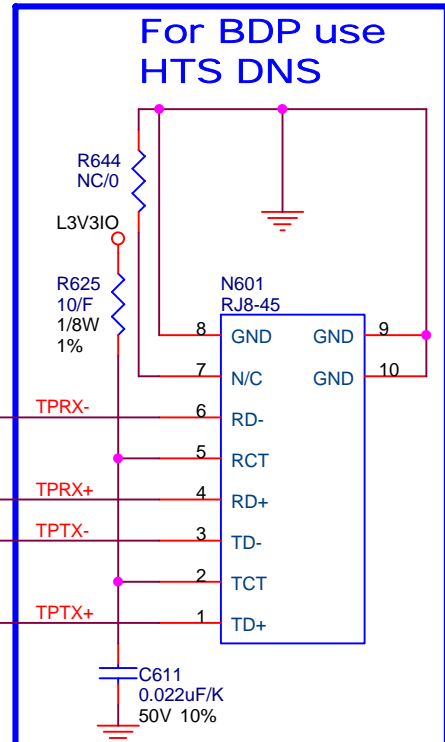 For BDP use
HTS DNS
R644
NC/0
L3V3IO
R625
10/F
1/8W
1%
N601
RJ8-45
8 GND GND 9
7 N/C GND 10
TPRX- 6 RD-
5 RCT
TPRX+ 4 RD+
TPTX- 3 TD-
2 TCT
TPTX+ 1 TD+
C611
0.022uF/K
50V 10%